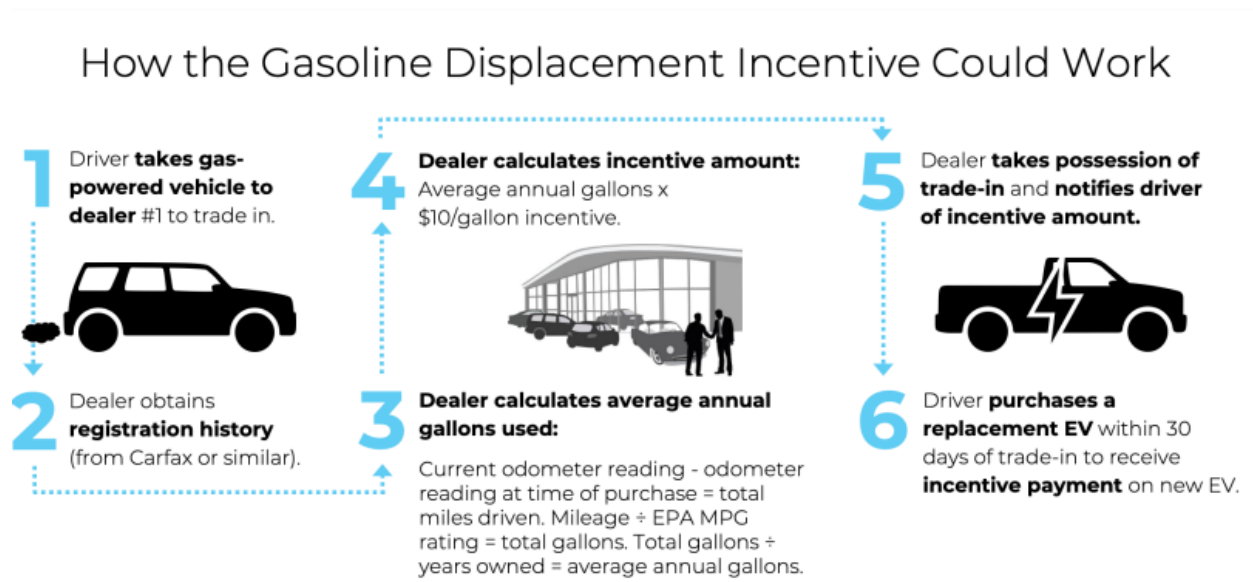 How the Gasoline Displacement Incentive Could Work
1
Driver takes gas-
powered vehicle to
dealer #1 to trade in.
2
Dealer obtains
registration history
(from Carfax or similar).
3
Dealer calculates average annual
gallons used:
Current odometer reading - odometer
reading at time of purchase = total
miles driven. Mileage ÷ EPA MPG
rating = total gallons. Total gallons ÷
years owned = average annual gallons.
4
Dealer calculates incentive amount:
Average annual gallons x
$10/gallon incentive.
5
Dealer takes possession of
trade-in and notifies driver
of incentive amount.
6
Driver purchases a
replacement EV within 30
days of trade-in to receive
incentive payment on new EV.